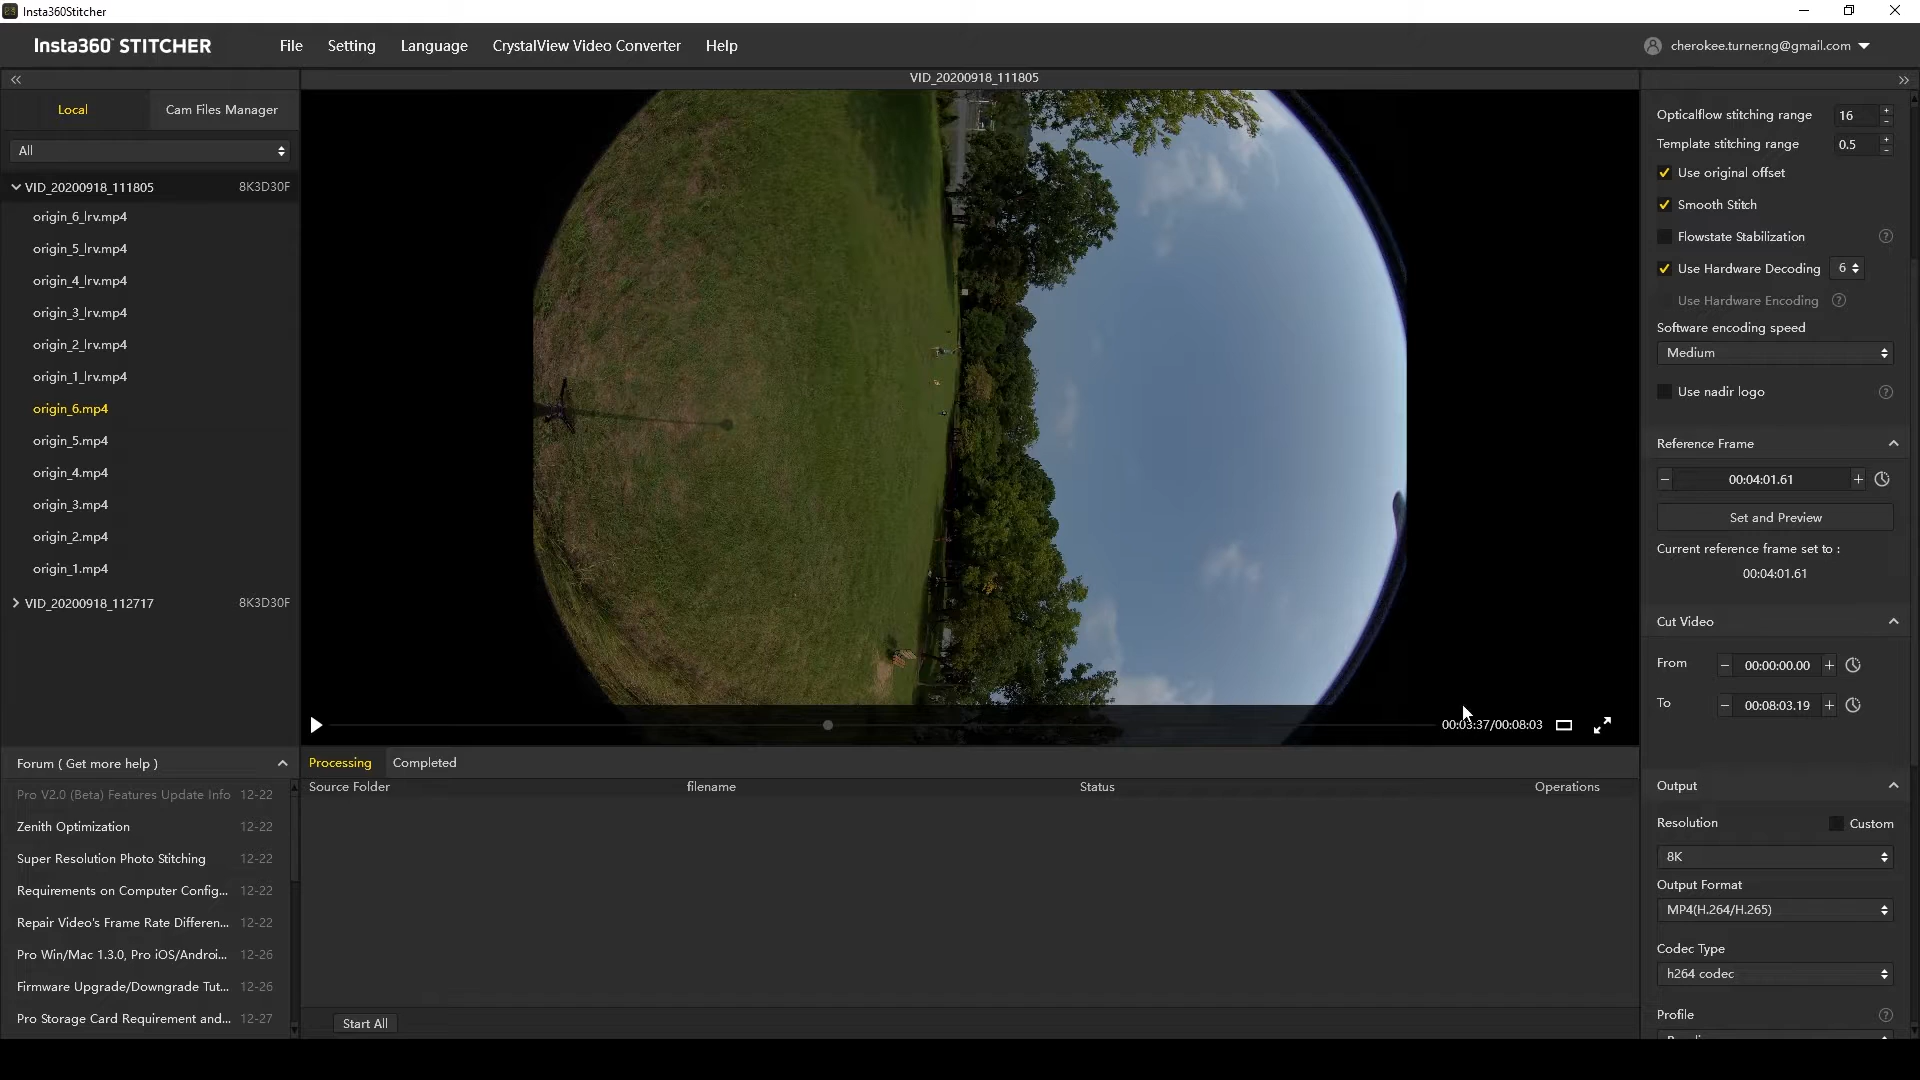 Insta360Stitcher
Insta360 STITCHER
File
Setting
Language
CrystalView Video Converter
Help
cherokee.turner.ng@gmail.com
VID_20200918_111805
Local
Cam Files Manager
All
VID_20200918_111805 8K3D30F
origin_6_lrv.mp4
origin_5_lrv.mp4
origin_4_lrv.mp4
origin_3_lrv.mp4
origin_2_lrv.mp4
origin_1_lrv.mp4
origin_6.mp4
origin_5.mp4
origin_4.mp4
origin_3.mp4
origin_2.mp4
origin_1.mp4
VID_20200918_112717 8K3D30F
Forum ( Get more help )
Pro V2.0 (Beta) Features Update Info 12-22
Zenith Optimization 12-22
Super Resolution Photo Stitching 12-22
Requirements on Computer Config... 12-22
Repair Video's Frame Rate Differen... 12-22
Pro Win/Mac 1.3.0, Pro iOS/Androi... 12-26
Firmware Upgrade/Downgrade Tut... 12-26
Pro Storage Card Requirement and... 12-27
00:03:37/00:08:03
Processing
Completed
Source Folder
filename
Status
Operations
Start All
Opticalflow stitching range 16
Template stitching range 0.5
Use original offset
Smooth Stitch
Flowstate Stabilization ?
Use Hardware Decoding 6
Use Hardware Encoding ?
Software encoding speed
Medium
Use nadir logo ?
Reference Frame
− 00:04:01.61 +
Set and Preview
Current reference frame set to :
00:04:01.61
Cut Video
From − 00:00:00.00 +
To − 00:08:03.19 +
Output
Resolution Custom
8K
Output Format
MP4(H.264/H.265)
Codec Type
h264 codec
Profile ?